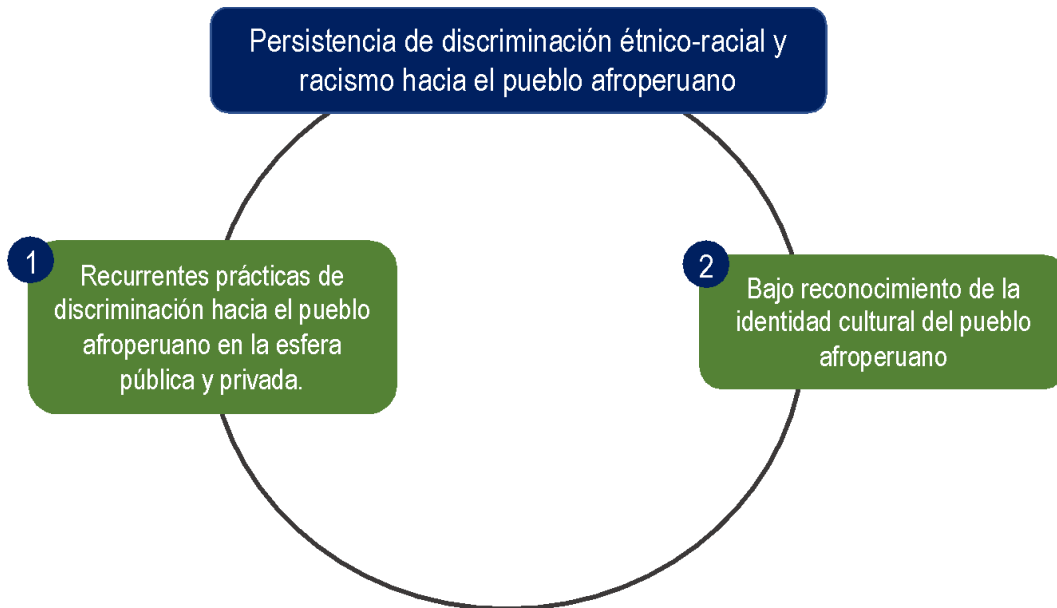 Persistencia de discriminación étnico-racial y
racismo hacia el pueblo afroperuano
1
Recurrentes prácticas de
discriminación hacia el pueblo
afroperuano en la esfera
pública y privada.
2
Bajo reconocimiento de la
identidad cultural del pueblo
afroperuano